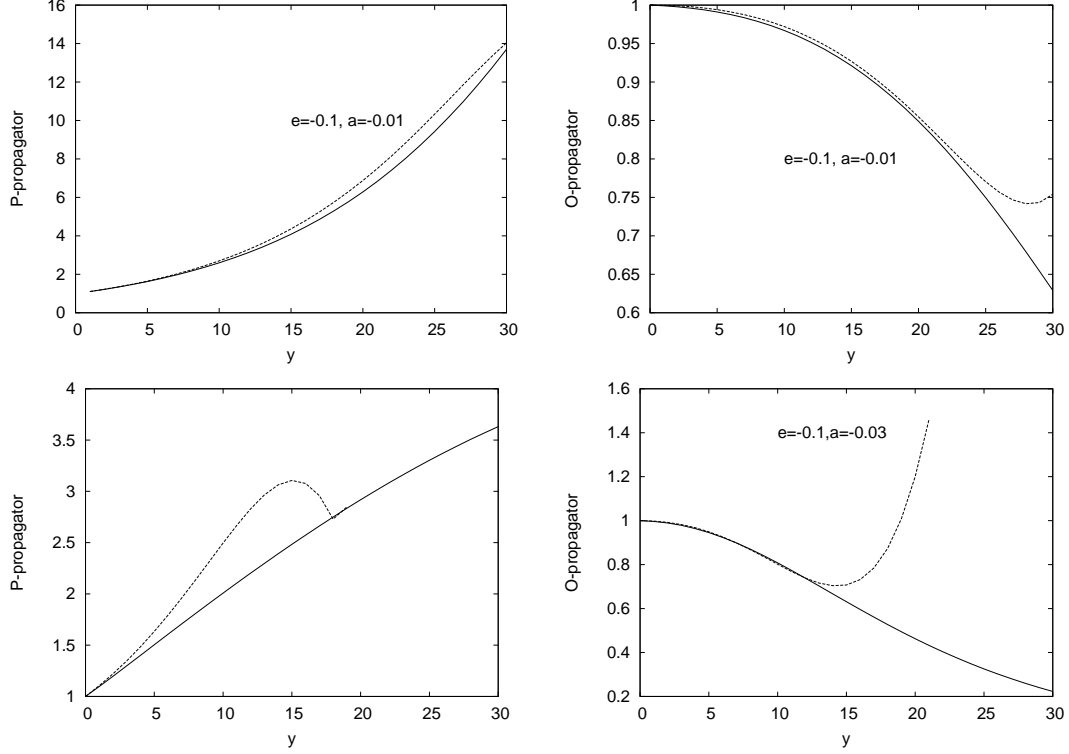 16
14
12
10
8
6
4
2
0
P-propagator
e=-0.1, a=-0.01
0 5 10 15 20 25 30
y
1
0.95
0.9
0.85
0.8
0.75
0.7
0.65
0.6
O-propagator
e=-0.1, a=-0.01
0 5 10 15 20 25 30
y
4
3.5
3
2.5
2
1.5
1
P-propagator
0 5 10 15 20 25 30
y
1.6
1.4
1.2
1
0.8
0.6
0.4
0.2
O-propagator
e=-0.1,a=-0.03
0 5 10 15 20 25 30
y